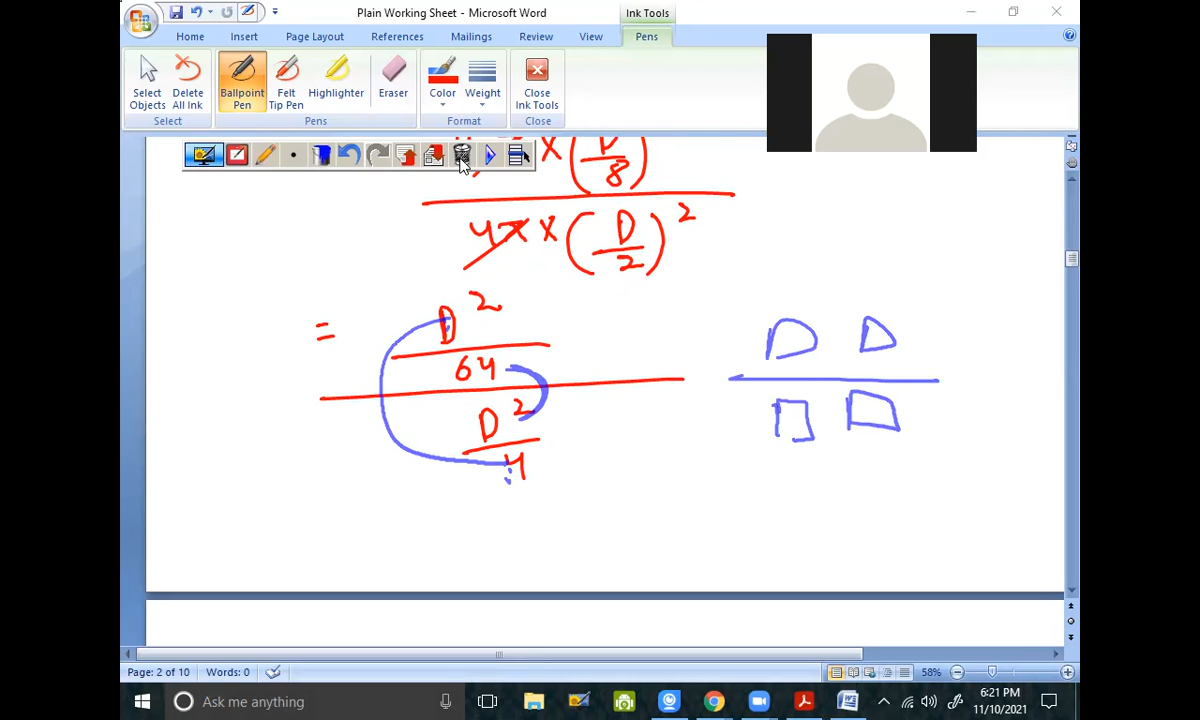 Plain Working Sheet - Microsoft Word
Ink Tools
Home Insert Page Layout References Mailings Review View Pens
Select Objects
Delete All Ink
Ballpoint Pen
Felt Tip Pen
Highlighter
Eraser
Color
Weight
Close Ink Tools
Select Pens Format Close
× (D/8)
4π × (D/2)²
=
D²
64
D²
4
Page: 2 of 10 Words: 0 58%
Ask me anything
6:21 PM
11/10/2021